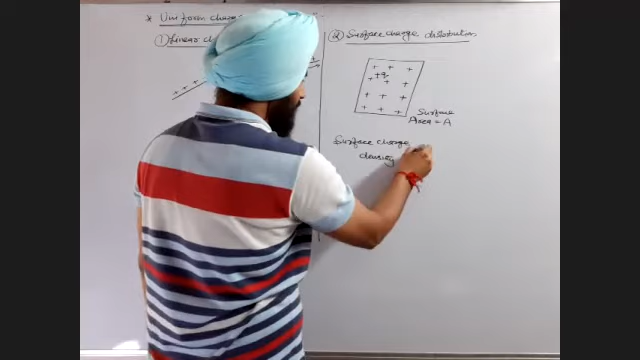 * Uniform charge
① Linear ch
② Surface charge distribution
+q
Surface
Area = A
Surface charge
density